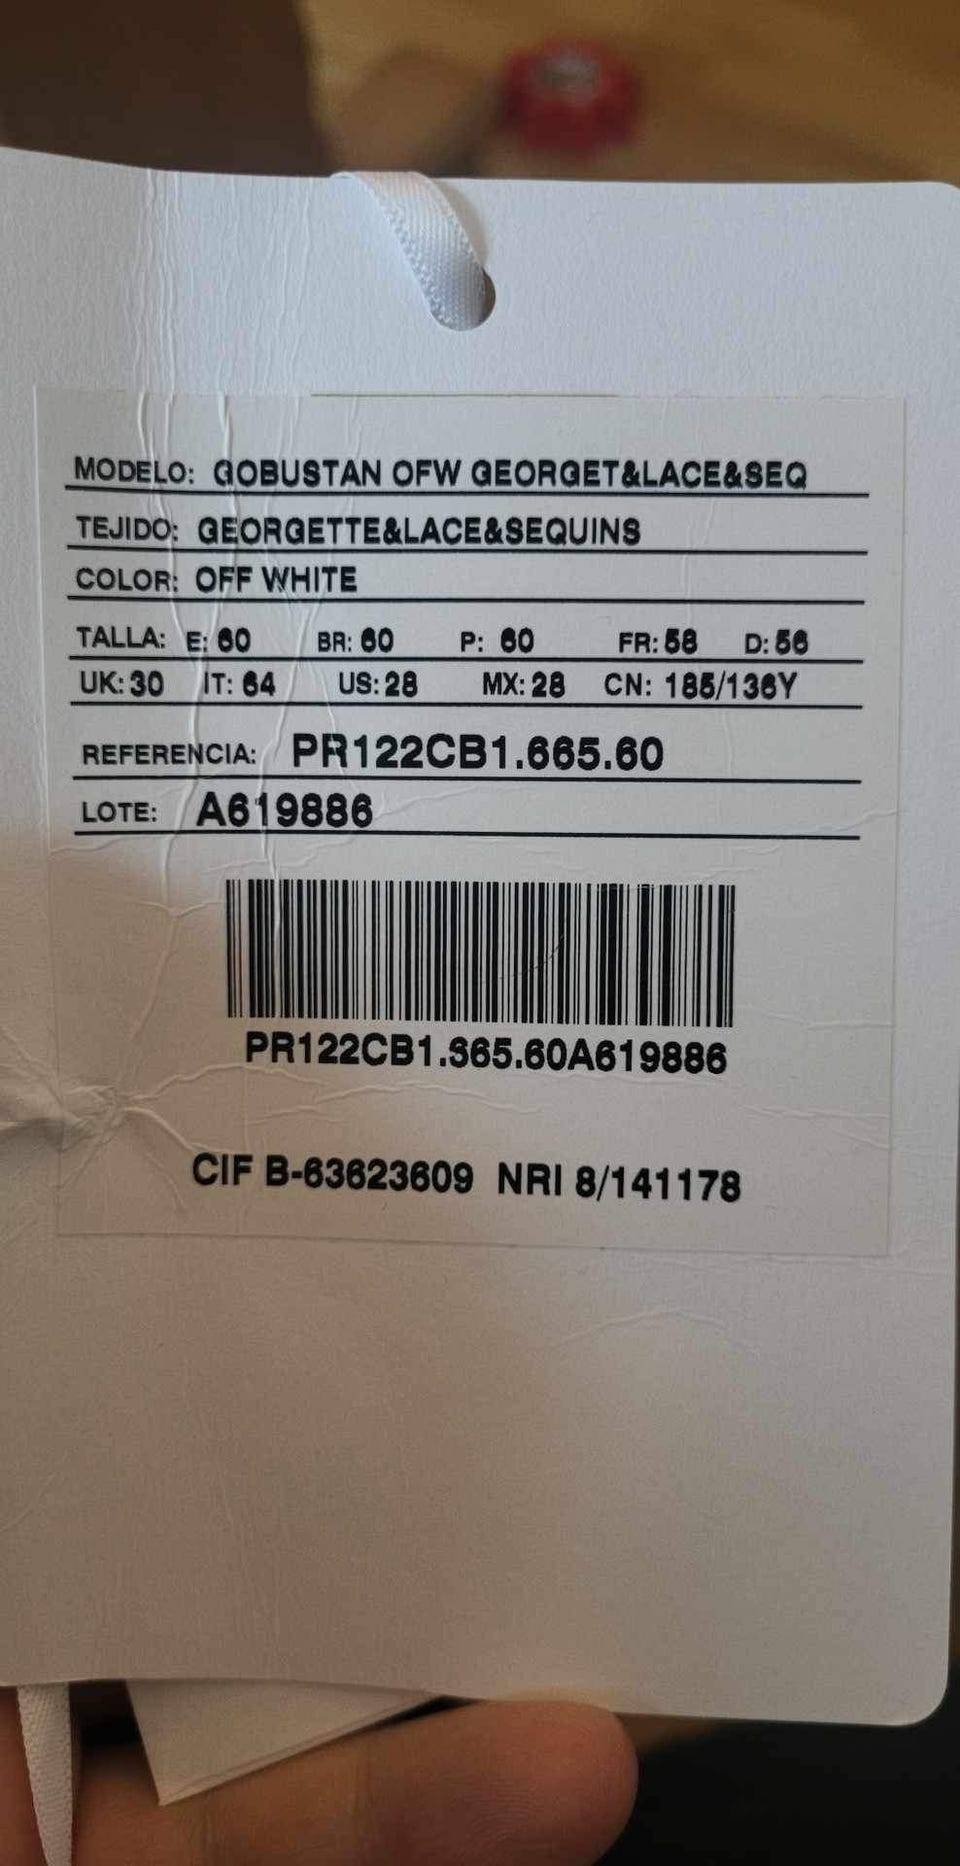 MODELO: GOBUSTAN OFW GEORGET&LACE&SEQ
TEJIDO: GEORGETTE&LACE&SEQUINS
COLOR: OFF WHITE
TALLA: E: 60 BR: 60 P: 60 FR: 58 D: 56
UK: 30 IT: 64 US: 28 MX: 28 CN: 185/136Y
REFERENCIA: PR122CB1.665.60
LOTE: A619886
PR122CB1.665.60A619886
CIF B-63623609 NRI 8/141178